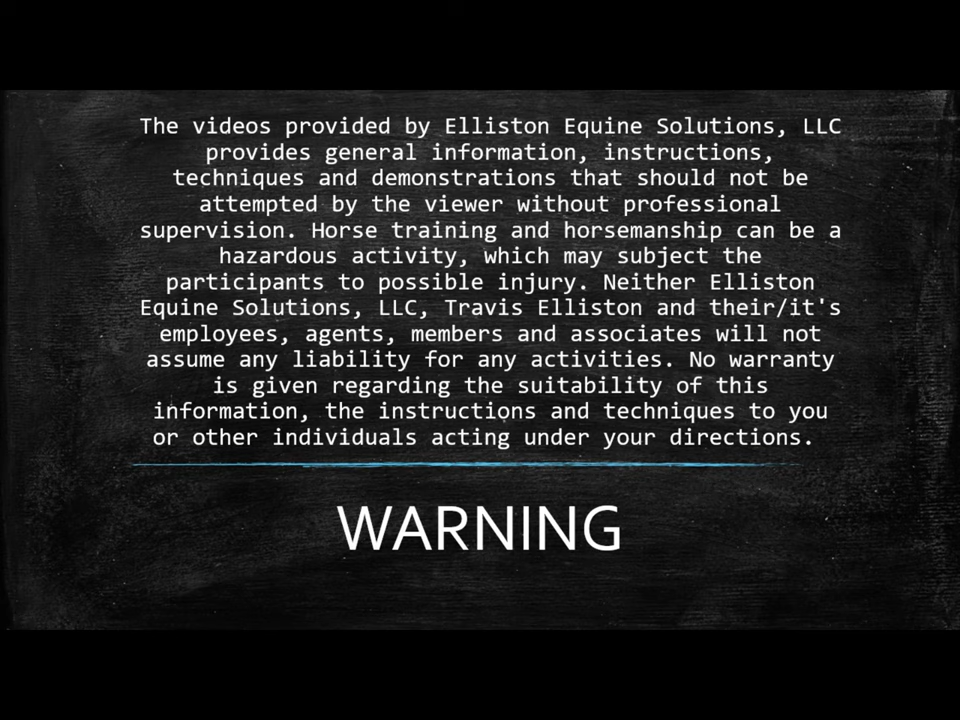 The videos provided by Elliston Equine Solutions, LLC
provides general information, instructions,
techniques and demonstrations that should not be
attempted by the viewer without professional
supervision. Horse training and horsemanship can be a
hazardous activity, which may subject the
participants to possible injury. Neither Elliston
Equine Solutions, LLC, Travis Elliston and their/it's
employees, agents, members and associates will not
assume any liability for any activities. No warranty
is given regarding the suitability of this
information, the instructions and techniques to you
or other individuals acting under your directions.
WARNING